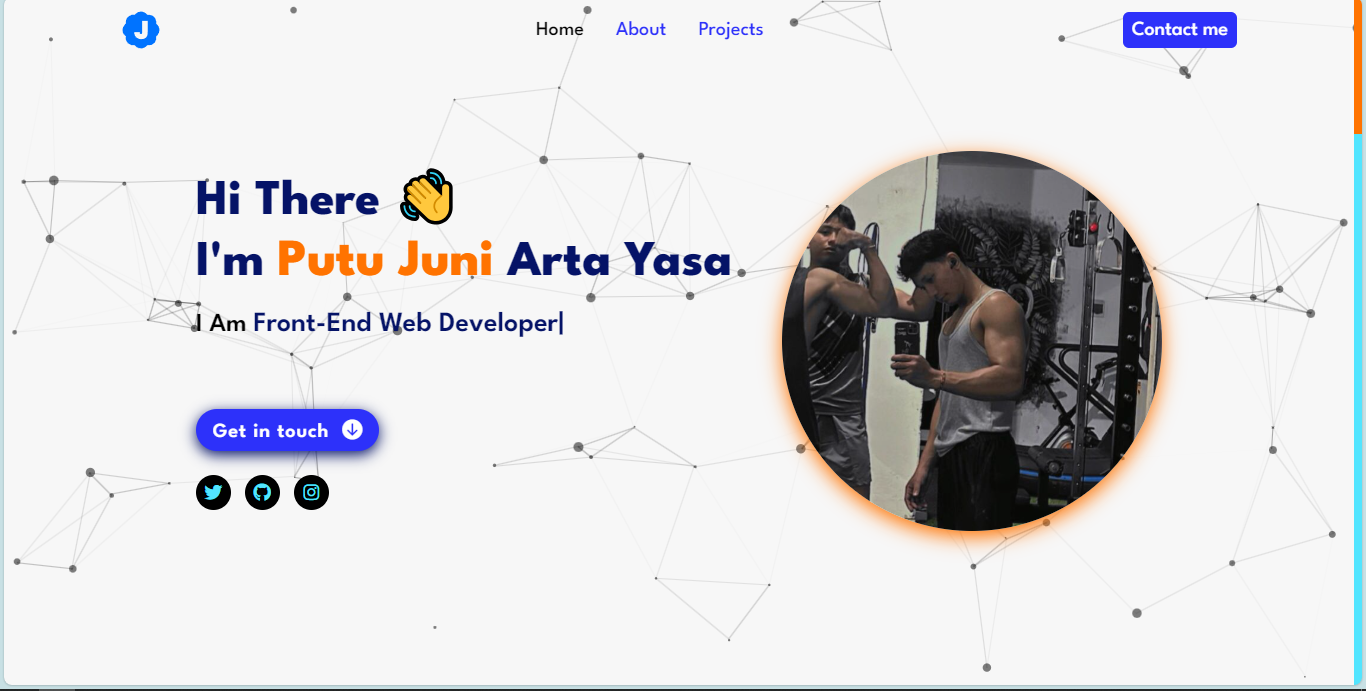 J
Home
About
Projects
Contact me
Hi There
I'm Putu Juni Arta Yasa
I Am Front-End Web Developer|
Get in touch